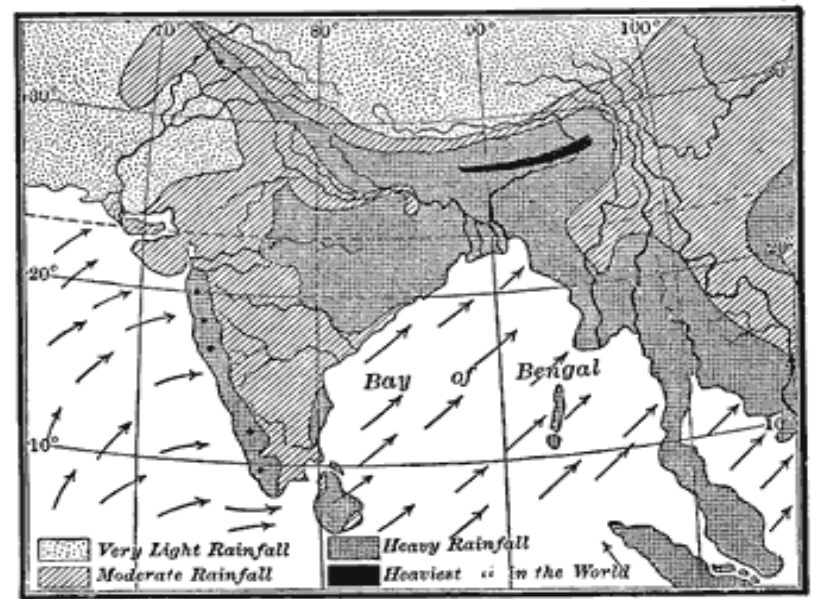 70° 80° 90° 100°
30°
20°
Bay of Bengal
10° 10°
Very Light Rainfall
Moderate Rainfall
Heavy Rainfall
Heaviest " in the World